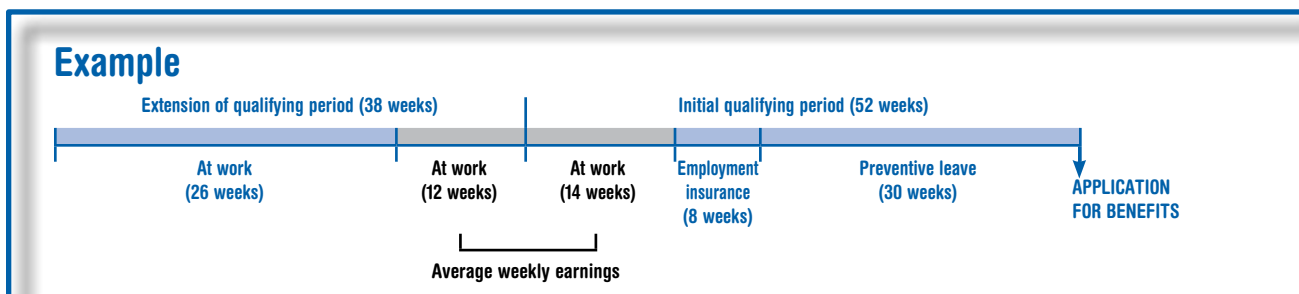 Example
Extension of qualifying period (38 weeks)
Initial qualifying period (52 weeks)
At work
(26 weeks)
At work
(12 weeks)
At work
(14 weeks)
Employment
insurance
(8 weeks)
Preventive leave
(30 weeks)
APPLICATION
FOR BENEFITS
Average weekly earnings